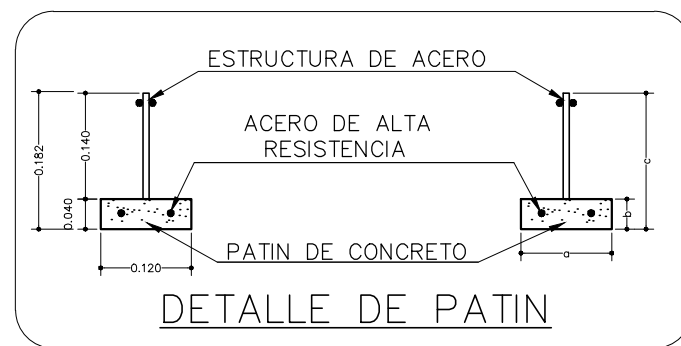 ESTRUCTURA DE ACERO
ACERO DE ALTA
RESISTENCIA
0.182
0.140
0.040
c
b
PATIN DE CONCRETO
0.120
a
DETALLE DE PATIN